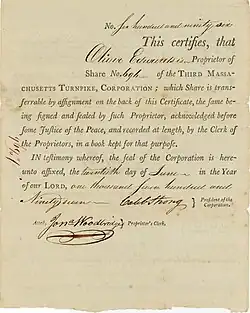 No. six hundred and ninety six
This certifies, that
Oliver Edwards is Proprietor of
Share No. 696 of the THIRD MASSA-
CHUSETTS TURNPIKE, CORPORATION; which Share is trans-
ferrable by assignment on the back of this Certificate, the same be-
ing signed and sealed by such Proprietor, acknowledged before
some Justice of the Peace, and recorded at length, by the Clerk of
the Proprietors, in a book kept for that purpose.
IN testimony whereof, the seal of the Corporation is here-
unto affixed, the twentieth day of June in the Year
of our LORD, one thousand seven hundred and
Ninety seven Caleb Strong } President of the
Corporation.
Attest, Jona. Woodbridge Proprietor's Clerk.